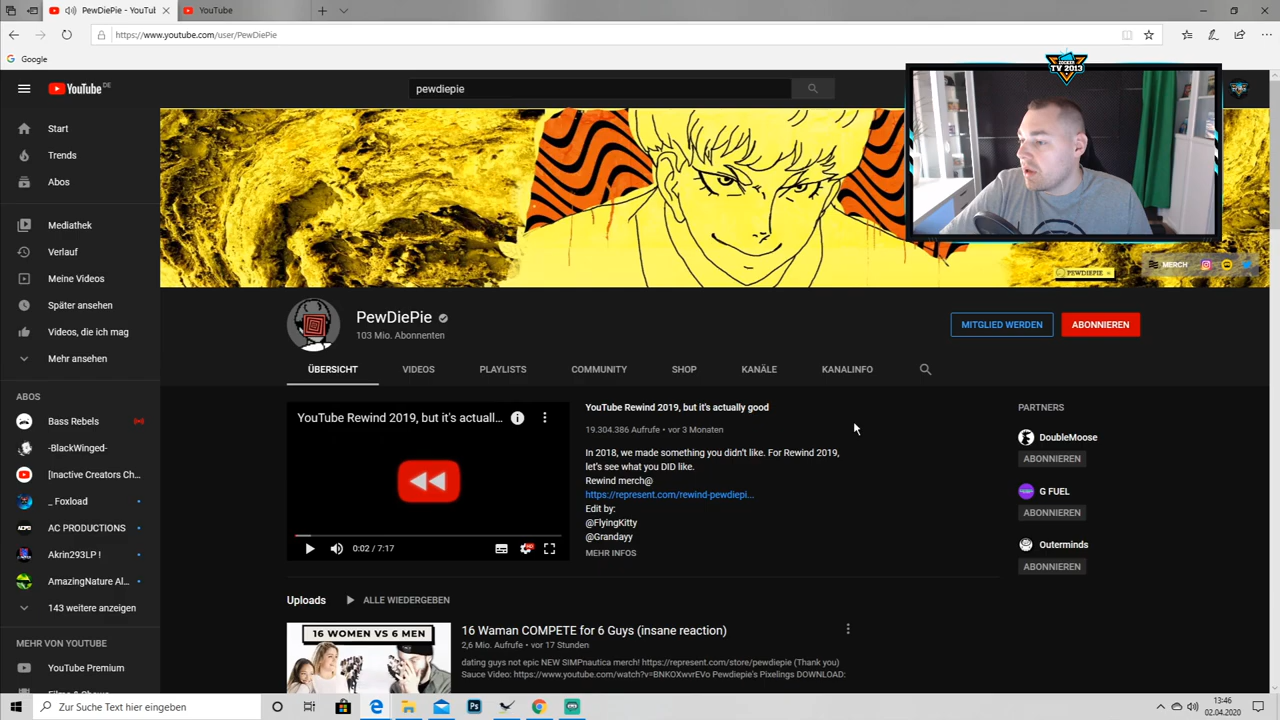 PewDiePie - YouTul
YouTube
https://www.youtube.com/user/PewDiePie
Google
ZOCKER
TV 2013
YouTube DE
pewdiepie
Start
Trends
Abos
Mediathek
Verlauf
Meine Videos
Später ansehen
Videos, die ich mag
Mehr ansehen
ABOS
Bass Rebels
-BlackWinged-
[Inactive Creators Ch...
_ Foxload
AC PRODUCTIONS
Akrin293LP !
AmazingNature Al...
143 weitere anzeigen
MEHR VON YOUTUBE
YouTube Premium
PEWDIEPIE
MERCH
PewDiePie
103 Mio. Abonnenten
MITGLIED WERDEN
ABONNIEREN
ÜBERSICHT
VIDEOS
PLAYLISTS
COMMUNITY
SHOP
KANÄLE
KANALINFO
YouTube Rewind 2019, but it's actuall...
0:02 / 7:17
YouTube Rewind 2019, but it's actually good
19.304.386 Aufrufe • vor 3 Monaten
In 2018, we made something you didn't like. For Rewind 2019,
let's see what you DID like.
Rewind merch@
https://represent.com/rewind-pewdiepi...
Edit by:
@FlyingKitty
@Grandayy
MEHR INFOS
PARTNERS
DoubleMoose
ABONNIEREN
G FUEL
ABONNIEREN
Outerminds
ABONNIEREN
Uploads
ALLE WIEDERGEBEN
16 WOMEN VS 6 MEN
16 Waman COMPETE for 6 Guys (insane reaction)
2,6 Mio. Aufrufe • vor 17 Stunden
dating guys not epic NEW SiMPnautica merch! https://represent.com/store/pewdiepie (Thank you)
Sauce Video: https://www.youtube.com/watch?v=BNKOXwvrEVo Pewdiepie's Pixelings DOWNLOAD:
Zur Suche Text hier eingeben
13:46
02.04.2020